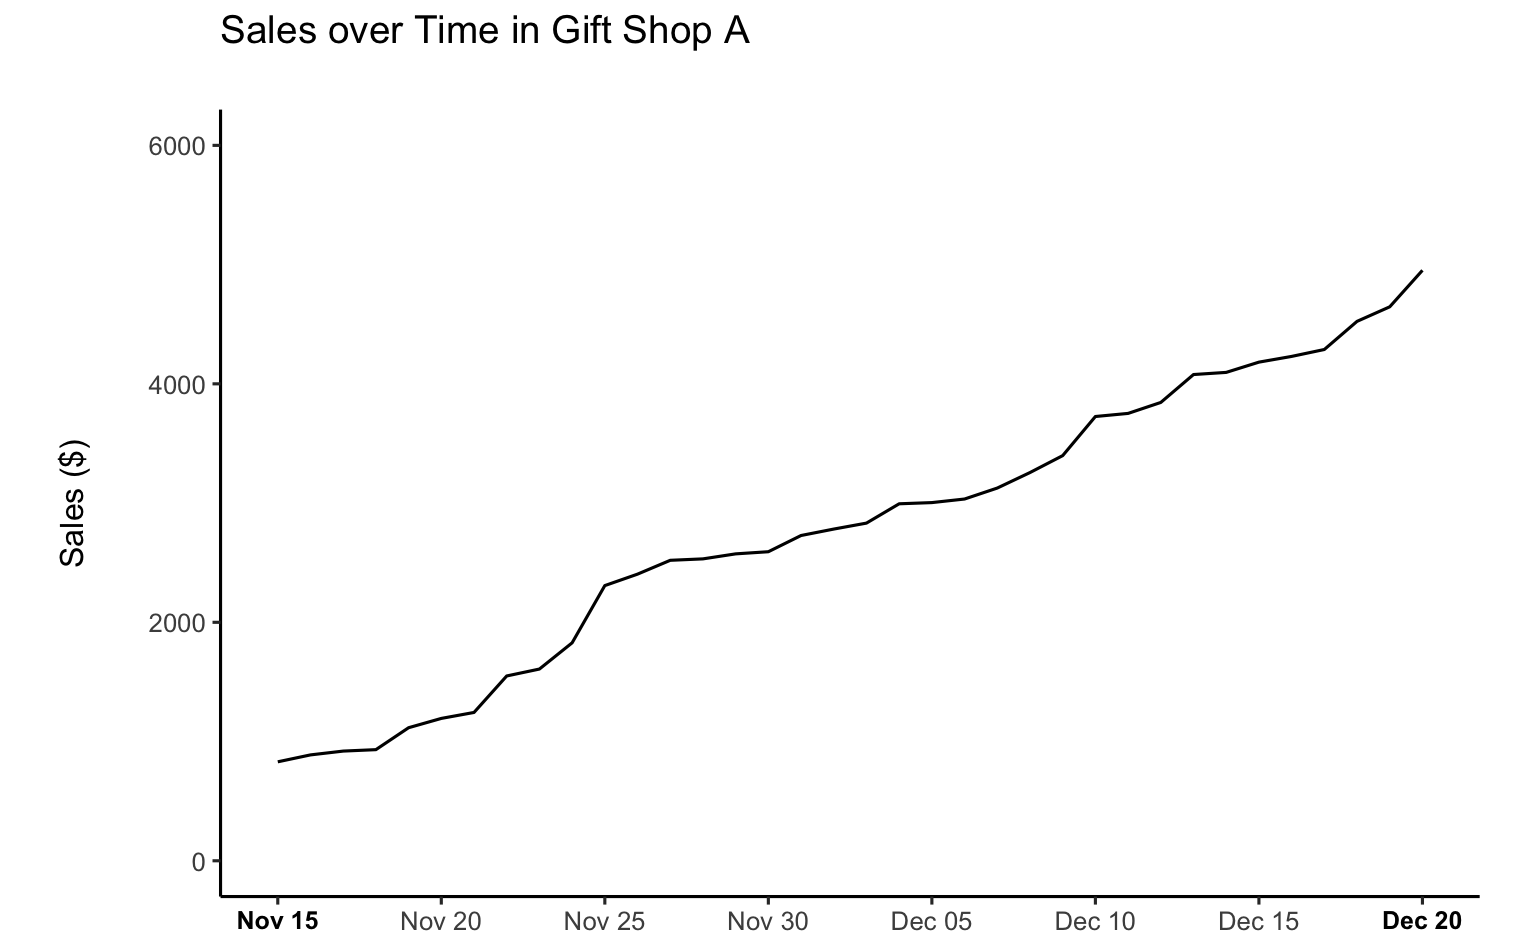 Sales over Time in Gift Shop A
6000
4000
2000
0
Sales ($)
Nov 15 Nov 20 Nov 25 Nov 30 Dec 05 Dec 10 Dec 15 Dec 20